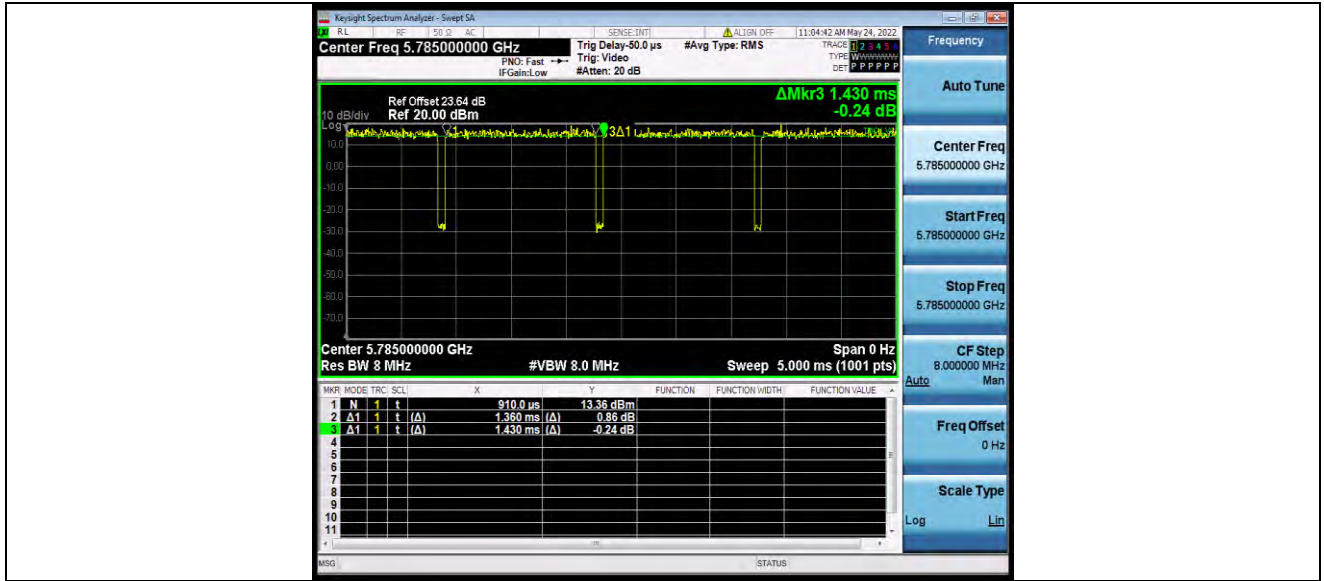 Keysight Spectrum Analyzer - Swept SA
RL RF 50 Ω AC SENSE:INT ALIGN OFF 11:04:42 AM May 24, 2022
Center Freq 5.785000000 GHz
PNO: Fast
IFGain:Low
Trig Delay-50.0 µs
Trig: Video
#Atten: 20 dB
#Avg Type: RMS
TRACE 1 2 3 4 5 6
TYPE WWWWWW
DET P P P P P P
ΔMkr3 1.430 ms
-0.24 dB
Ref Offset 23.64 dB
10 dB/div Ref 20.00 dBm
Log
1 3Δ1
10.0
0.00
-10.0
-20.0
-30.0
-40.0
-50.0
-60.0
-70.0
Center 5.785000000 GHz Span 0 Hz
Res BW 8 MHz #VBW 8.0 MHz Sweep 5.000 ms (1001 pts)
MKR MODE TRC SCL X Y FUNCTION FUNCTION WIDTH FUNCTION VALUE
1 N 1 t 910.0 µs 13.36 dBm
2 Δ1 1 t (Δ) 1.360 ms (Δ) 0.86 dB
3 Δ1 1 t (Δ) 1.430 ms (Δ) -0.24 dB
4
5
6
7
8
9
10
11
MSG STATUS
Frequency
Auto Tune
Center Freq
5.785000000 GHz
Start Freq
5.785000000 GHz
Stop Freq
5.785000000 GHz
CF Step
8.000000 MHz
Auto Man
Freq Offset
0 Hz
Scale Type
Log Lin